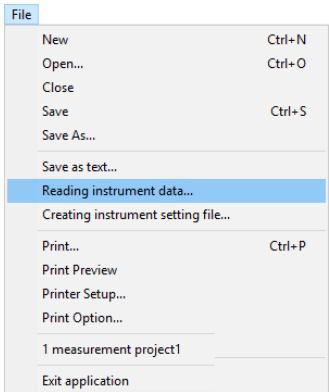 File
New Ctrl+N
Open... Ctrl+O
Close
Save Ctrl+S
Save As...
Save as text...
Reading instrument data...
Creating instrument setting file...
Print... Ctrl+P
Print Preview
Printer Setup...
Print Option...
1 measurement project1
Exit application